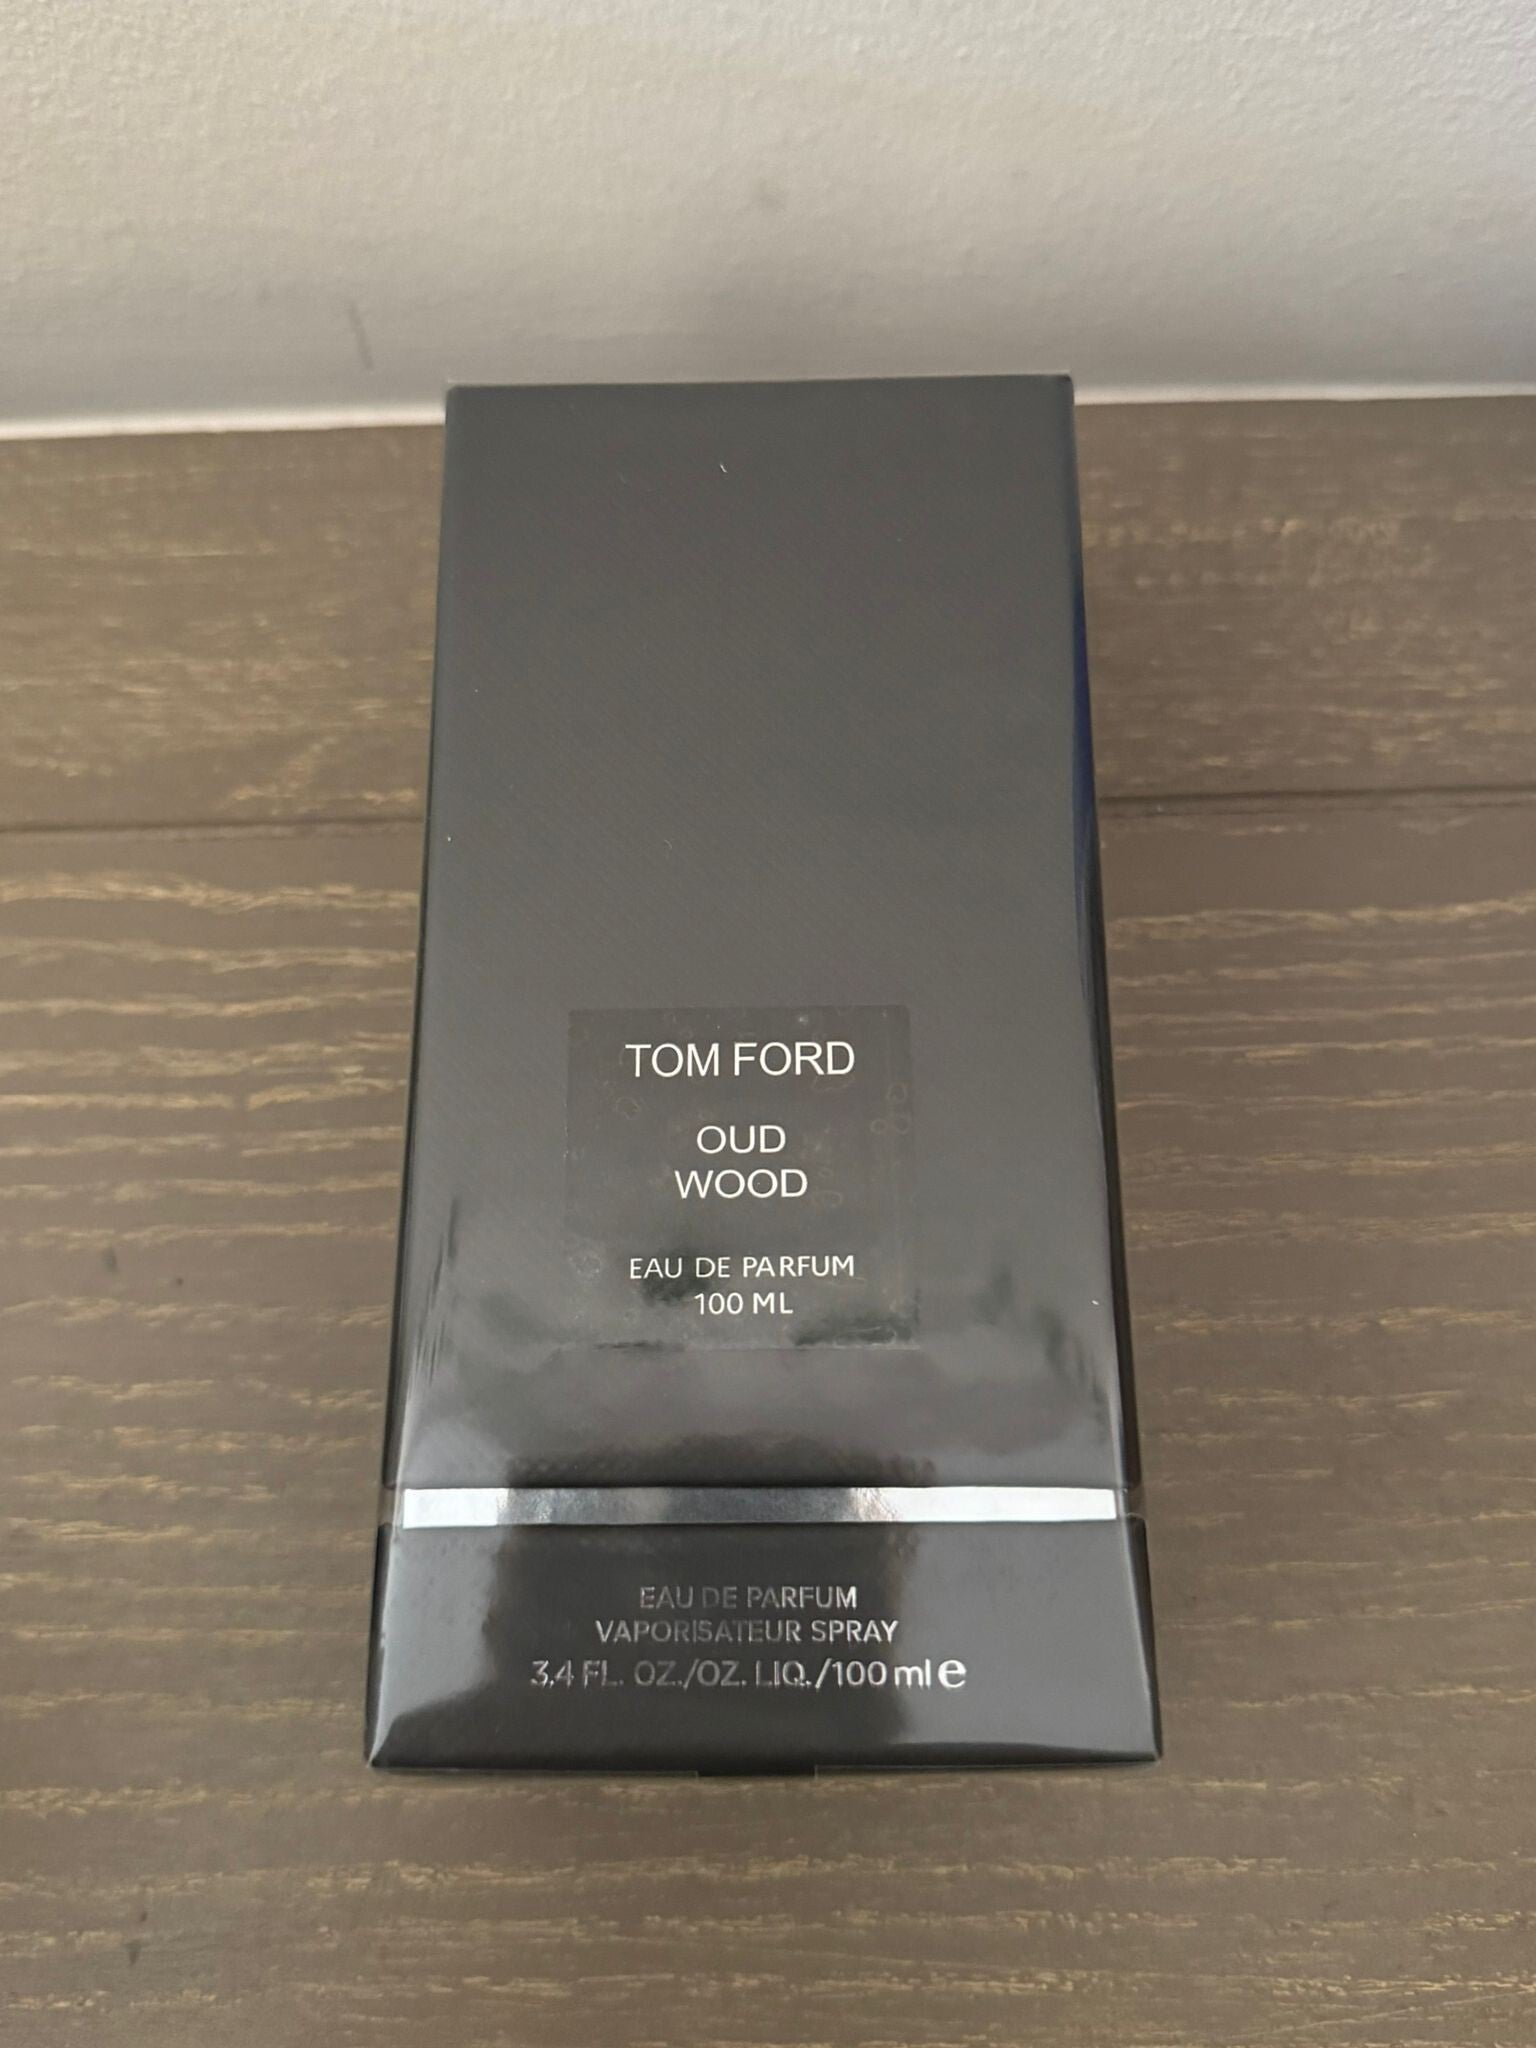 TOM FORD
OUD
WOOD
EAU DE PARFUM
100 ML
EAU DE PARFUM
VAPORISATEUR SPRAY
3.4 FL. OZ./OZ. LIQ./100 ml e